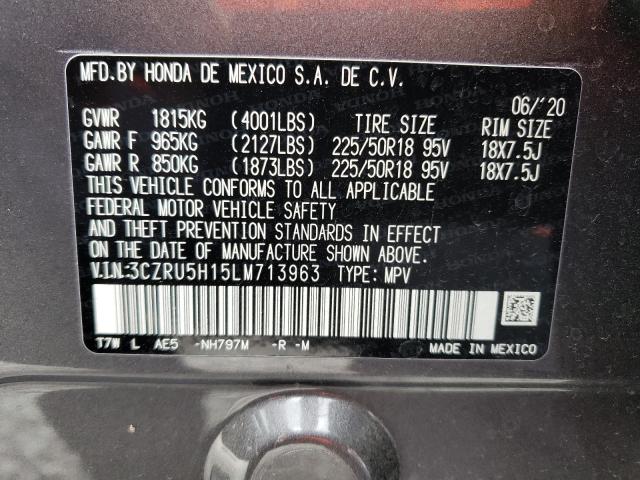 MFD.BY HONDA DE MEXICO S.A. DE C.V.
06/'20
GVWR 1815KG (4001LBS) TIRE SIZE RIM SIZE
GAWR F 965KG (2127LBS) 225/50R18 95V 18X7.5J
GAWR R 850KG (1873LBS) 225/50R18 95V 18X7.5J
THIS VEHICLE CONFORMS TO ALL APPLICABLE
FEDERAL MOTOR VEHICLE SAFETY
AND THEFT PREVENTION STANDARDS IN EFFECT
ON THE DATE OF MANUFACTURE SHOWN ABOVE.
V.I.N:3CZRU5H15LM713963 TYPE: MPV
T7W L AE5 -NH797M -R -M MADE IN MEXICO